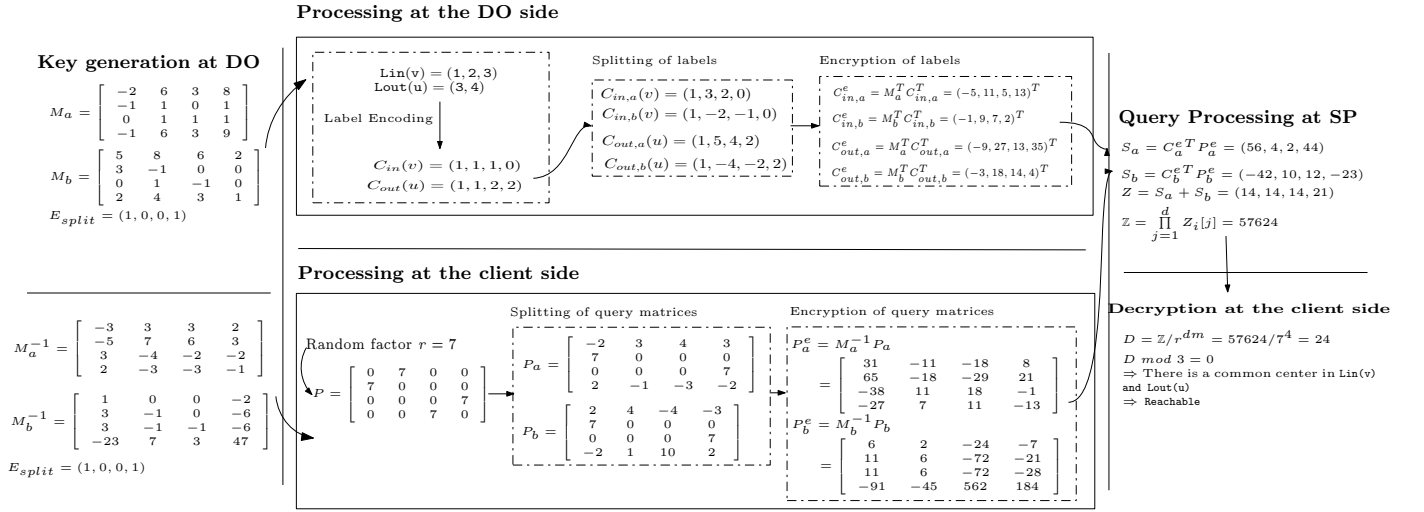 Processing at the DO side
Key generation at DO
M_a = [ −2 6 3 8
−1 1 0 1
0 1 1 1
−1 6 3 9 ]
M_b = [ 5 8 6 2
3 −1 0 0
0 1 −1 0
2 4 3 1 ]
E_split = (1, 0, 0, 1)
Lin(v) = (1, 2, 3)
Lout(u) = (3, 4)
Label Encoding
C_in(v) = (1, 1, 1, 0)
C_out(u) = (1, 1, 2, 2)
Splitting of labels
C_in,a(v) = (1, 3, 2, 0)
C_in,b(v) = (1, −2, −1, 0)
C_out,a(u) = (1, 5, 4, 2)
C_out,b(u) = (1, −4, −2, 2)
Encryption of labels
C^e_in,a = M_a^T C^T_in,a = (−5, 11, 5, 13)^T
C^e_in,b = M_b^T C^T_in,b = (−1, 9, 7, 2)^T
C^e_out,a = M_a^T C^T_out,a = (−9, 27, 13, 35)^T
C^e_out,b = M_b^T C^T_out,b = (−3, 18, 14, 4)^T
Query Processing at SP
S_a = C_a^{e T} P_a^e = (56, 4, 2, 44)
S_b = C_b^{e T} P_b^e = (−42, 10, 12, −23)
Z = S_a + S_b = (14, 14, 14, 21)
ℤ = ∏_{j=1}^{d} Z_i[j] = 57624
M_a^{−1} = [ −3 3 3 2
−5 7 6 3
3 −4 −2 −2
2 −3 −3 −1 ]
M_b^{−1} = [ 1 0 0 −2
3 −1 0 −6
3 −1 −1 −6
−23 7 3 47 ]
E_split = (1, 0, 0, 1)
Processing at the client side
Random factor r = 7
P = [ 0 7 0 0
7 0 0 0
0 0 0 7
0 0 7 0 ]
Splitting of query matrices
P_a = [ −2 3 4 3
7 0 0 0
0 0 0 7
2 −1 −3 −2 ]
P_b = [ 2 4 −4 −3
7 0 0 0
0 0 0 7
−2 1 10 2 ]
Encryption of query matrices
P_a^e = M_a^{−1} P_a
= [ 31 −11 −18 8
65 −18 −29 21
−38 11 18 −1
−27 7 11 −13 ]
P_b^e = M_b^{−1} P_b
= [ 6 2 −24 −7
11 6 −72 −21
11 6 −72 −28
−91 −45 562 184 ]
Decryption at the client side
D = ℤ/r^{dm} = 57624/7^4 = 24
D mod 3 = 0
⇒ There is a common center in Lin(v)
and Lout(u)
⇒ Reachable